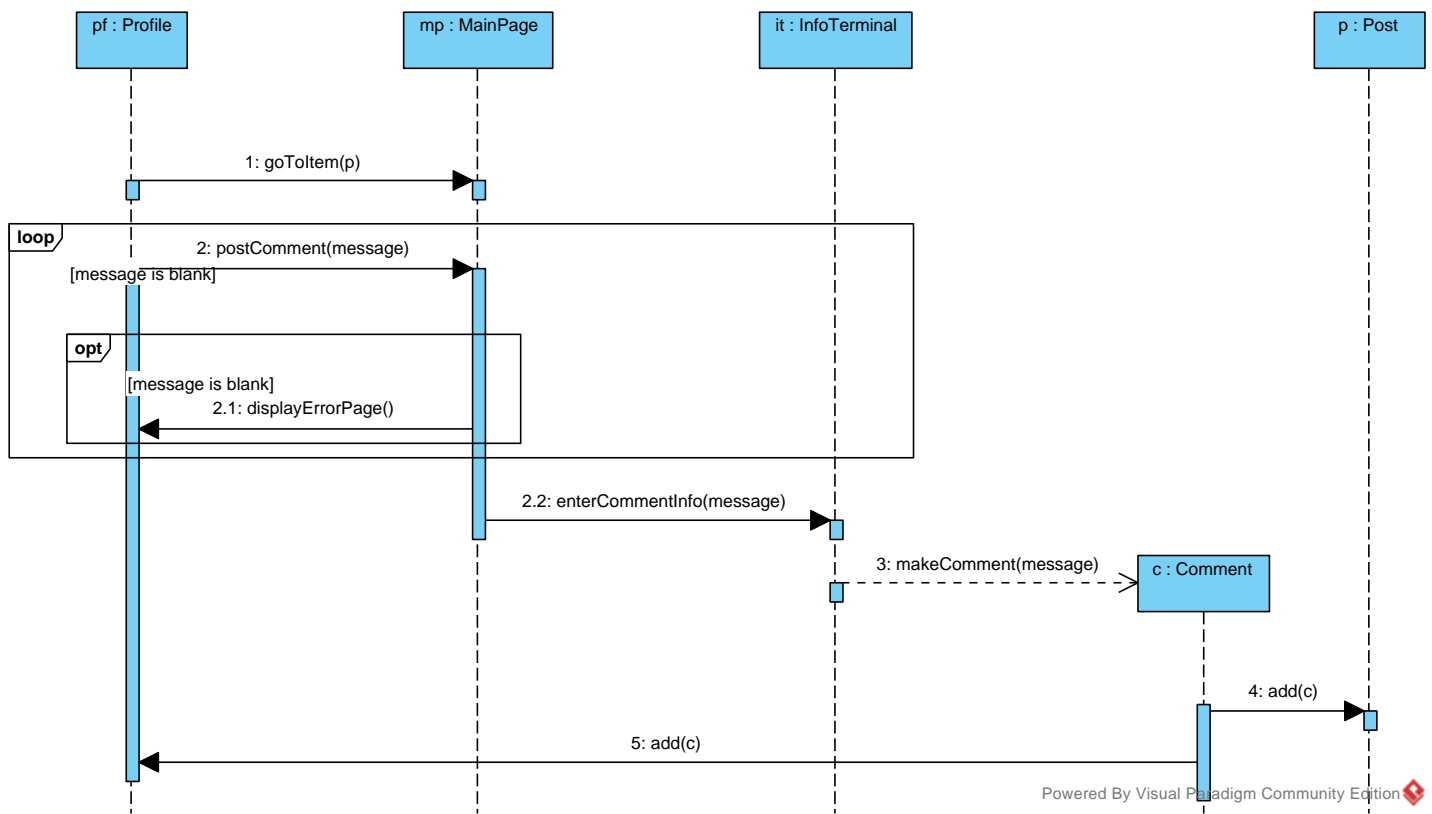 pf : Profile
mp : MainPage
it : InfoTerminal
p : Post
1: goToItem(p)
loop
2: postComment(message)
[message is blank]
opt
[message is blank]
2.1: displayErrorPage()
2.2: enterCommentInfo(message)
3: makeComment(message)
c : Comment
4: add(c)
5: add(c)
Powered By Visual Paradigm Community Edition